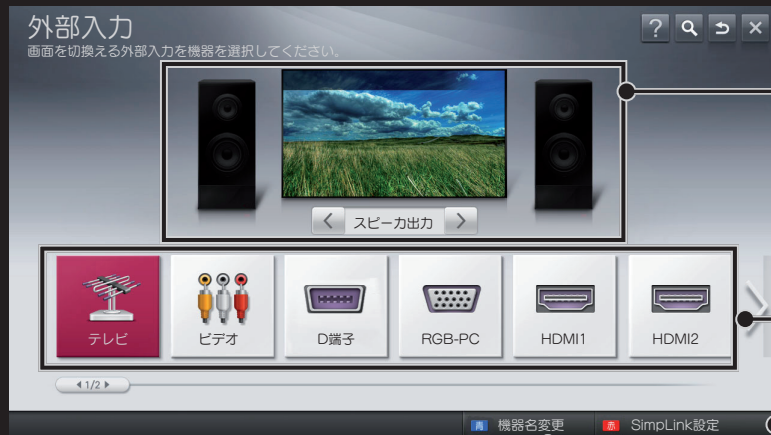 外部入力
画面を切換える外部入力を機器を選択してください。
?
スピーカ出力
テレビ
ビデオ
D端子
RGB-PC
HDMI1
HDMI2
1/2
青 機器名変更
赤 SimpLink設定